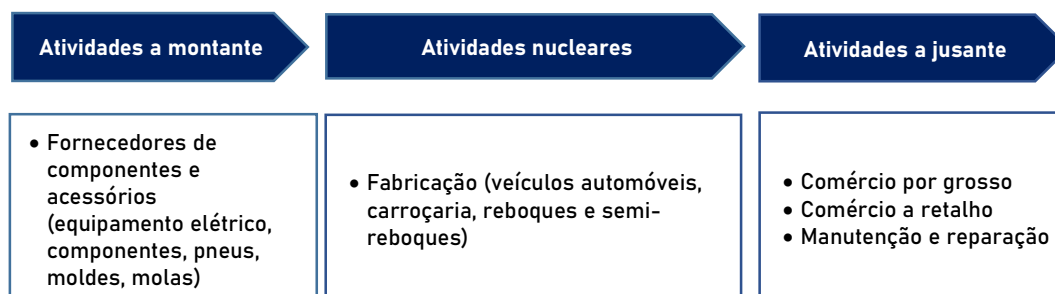 Atividades a montante
Atividades nucleares
Atividades a jusante
• Fornecedores de
componentes e
acessórios
(equipamento elétrico,
componentes, pneus,
moldes, molas)
• Fabricação (veículos automóveis,
carroçaria, reboques e semi-
reboques)
• Comércio por grosso
• Comércio a retalho
• Manutenção e reparação